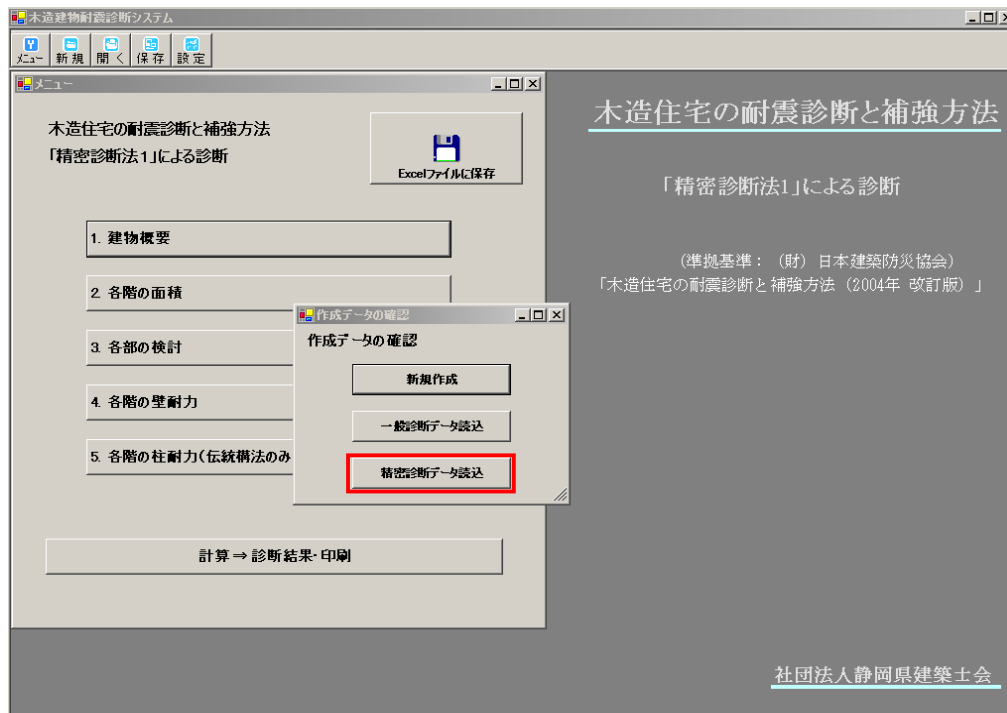 木造建物耐震診断システム
メニュー 新規 開く 保存 設定
メニュー
木造住宅の耐震診断と補強方法
「精密診断法1」による診断
Excelファイルに保存
1. 建物概要
2. 各階の面積
3. 各部の検討
4. 各階の壁耐力
5. 各階の柱耐力(伝統構法のみ
計算⇒診断結果・印刷
作成データの確認
作成データの確認
新規作成
一般診断データ読込
精密診断データ読込
木造住宅の耐震診断と補強方法
「精密診断法1」による診断
(準拠基準：(財)日本建築防災協会)
「木造住宅の耐震診断と補強方法(2004年 改訂版)」
社団法人静岡県建築士会